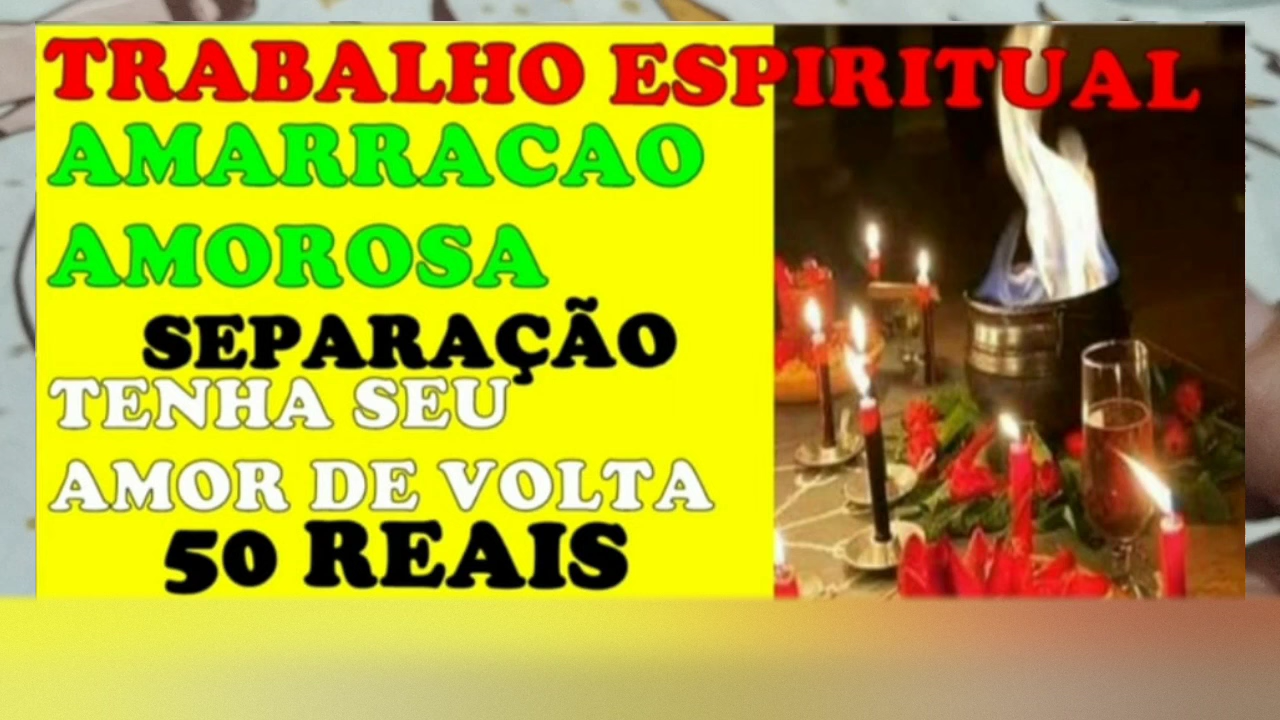 TRABALHO ESPIRITUAL
AMARRACAO
AMOROSA
SEPARAÇÃO
TENHA SEU
AMOR DE VOLTA
50 REAIS